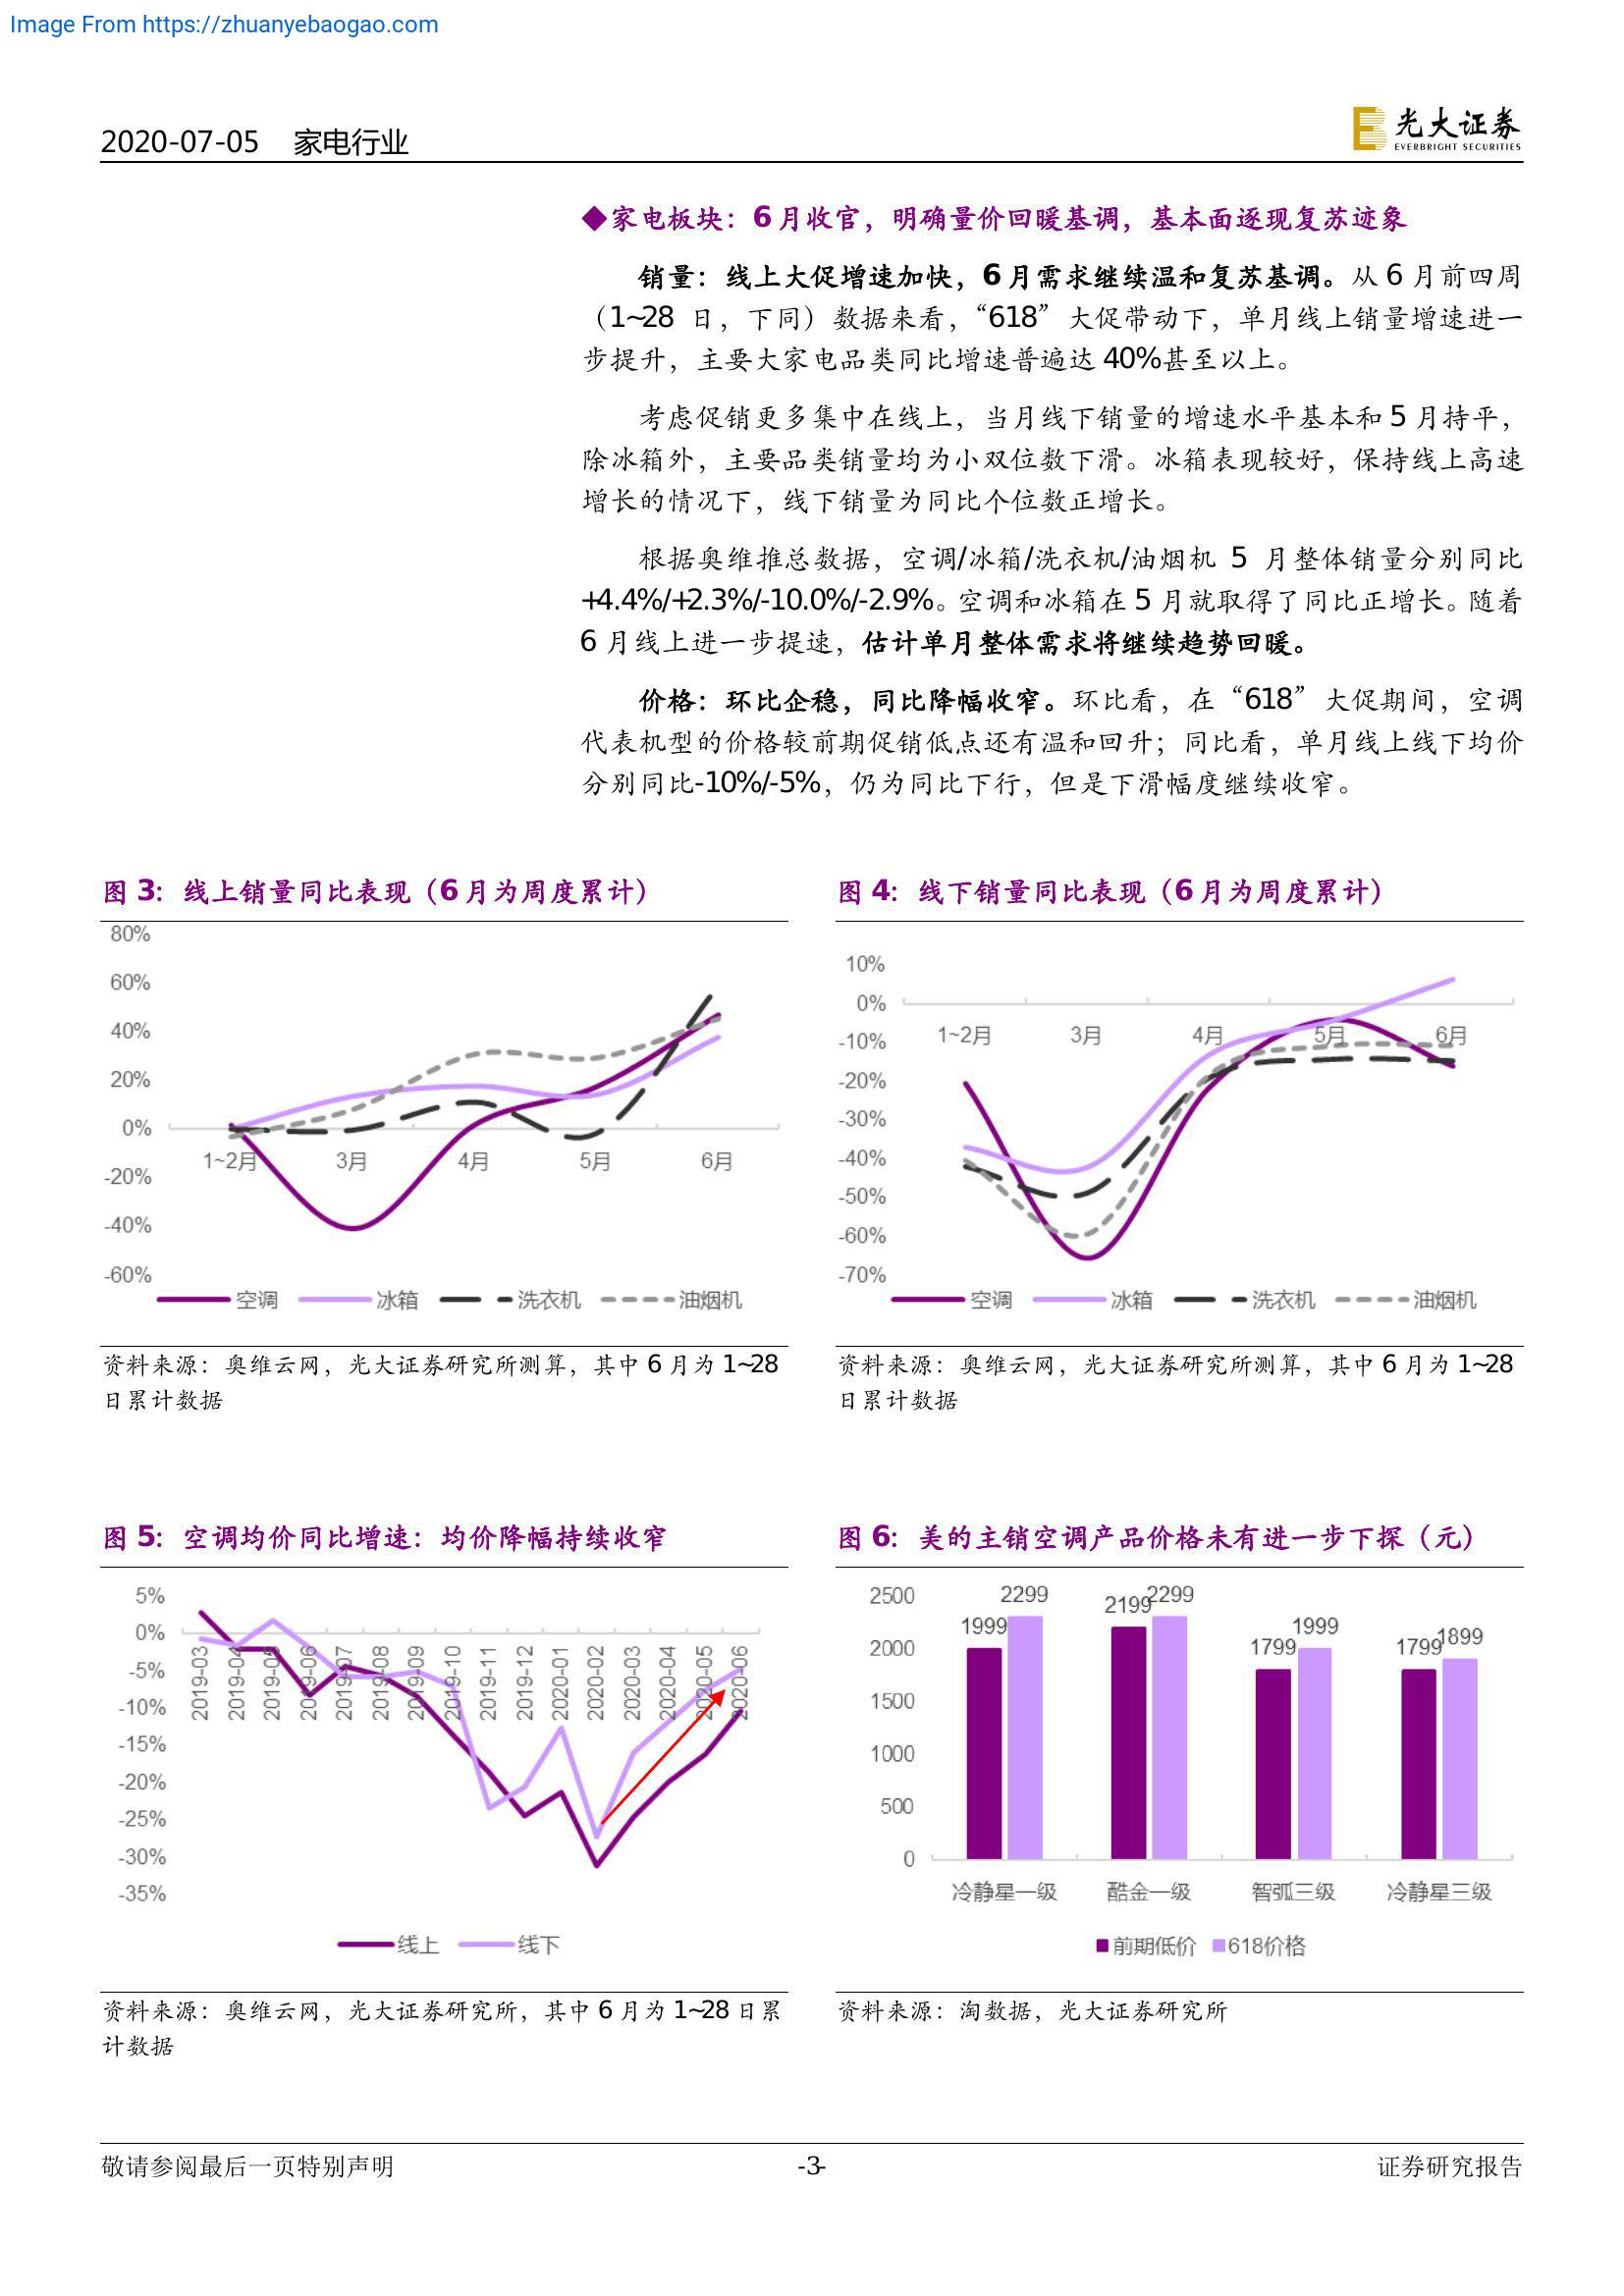 Image From https://zhuanyebaogao.com
2020-07-05 家电行业
光大证券
EVERBRIGHT SECURITIES
◆家电板块：6月收官，明确量价回暖基调，基本面逐现复苏迹象
销量：线上大促增速加快，6月需求继续温和复苏基调。从 6 月前四周
（1~28 日，下同）数据来看，“618”大促带动下，单月线上销量增速进一
步提升，主要大家电品类同比增速普遍达 40%甚至以上。
考虑促销更多集中在线上，当月线下销量的增速水平基本和 5 月持平，
除冰箱外，主要品类销量均为小双位数下滑。冰箱表现较好，保持线上高速
增长的情况下，线下销量为同比个位数正增长。
根据奥维推总数据，空调/冰箱/洗衣机/油烟机 5 月整体销量分别同比
+4.4%/+2.3%/-10.0%/-2.9%。空调和冰箱在 5 月就取得了同比正增长。随着
6 月线上进一步提速，估计单月整体需求将继续趋势回暖。
价格：环比企稳，同比降幅收窄。环比看，在“618”大促期间，空调
代表机型的价格较前期促销低点还有温和回升；同比看，单月线上线下均价
分别同比-10%/-5%，仍为同比下行，但是下滑幅度继续收窄。
图 3：线上销量同比表现（6月为周度累计）
80%
60%
40%
20%
0%
-20%
-40%
-60%
1~2月 3月 4月 5月 6月
空调 冰箱 洗衣机 油烟机
资料来源：奥维云网，光大证券研究所测算，其中 6 月为 1~28
日累计数据
图 4：线下销量同比表现（6月为周度累计）
10%
0%
-10%
-20%
-30%
-40%
-50%
-60%
-70%
1~2月 3月 4月 5月 6月
空调 冰箱 洗衣机 油烟机
资料来源：奥维云网，光大证券研究所测算，其中 6 月为 1~28
日累计数据
图 5：空调均价同比增速：均价降幅持续收窄
5%
0%
-5%
-10%
-15%
-20%
-25%
-30%
-35%
2019-03 2019-04 2019-05 2019-06 2019-07 2019-08 2019-09 2019-10 2019-11 2019-12 2020-01 2020-02 2020-03 2020-04 2020-05 2020-06
线上 线下
资料来源：奥维云网，光大证券研究所，其中 6 月为 1~28 日累
计数据
图 6：美的主销空调产品价格未有进一步下探（元）
2500
2000
1500
1000
500
0
1999 2299 2199 2299 1799 1999 1799 1899
冷静星一级 酷金一级 智弧三级 冷静星三级
前期低价 618价格
资料来源：淘数据，光大证券研究所
敬请参阅最后一页特别声明 -3- 证券研究报告